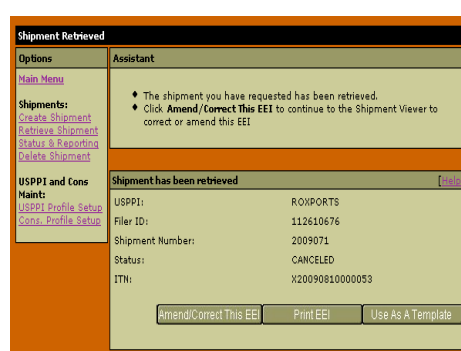 Shipment Retrieved
Options
Main Menu
Shipments:
Create Shipment
Retrieve Shipment
Status & Reporting
Delete Shipment
USPPI and Cons
Maint:
USPPI Profile Setup
Cons. Profile Setup
Assistant
The shipment you have requested has been retrieved.
Click Amend/Correct This EEI to continue to the Shipment Viewer to
correct or amend this EEI
Shipment has been retrieved [Help
USPPI: ROXPORTS
Filer ID: 112610676
Shipment Number: 2009071
Status: CANCELED
ITN: X20090810000053
Amend/Correct This EEI Print EEI Use As A Template